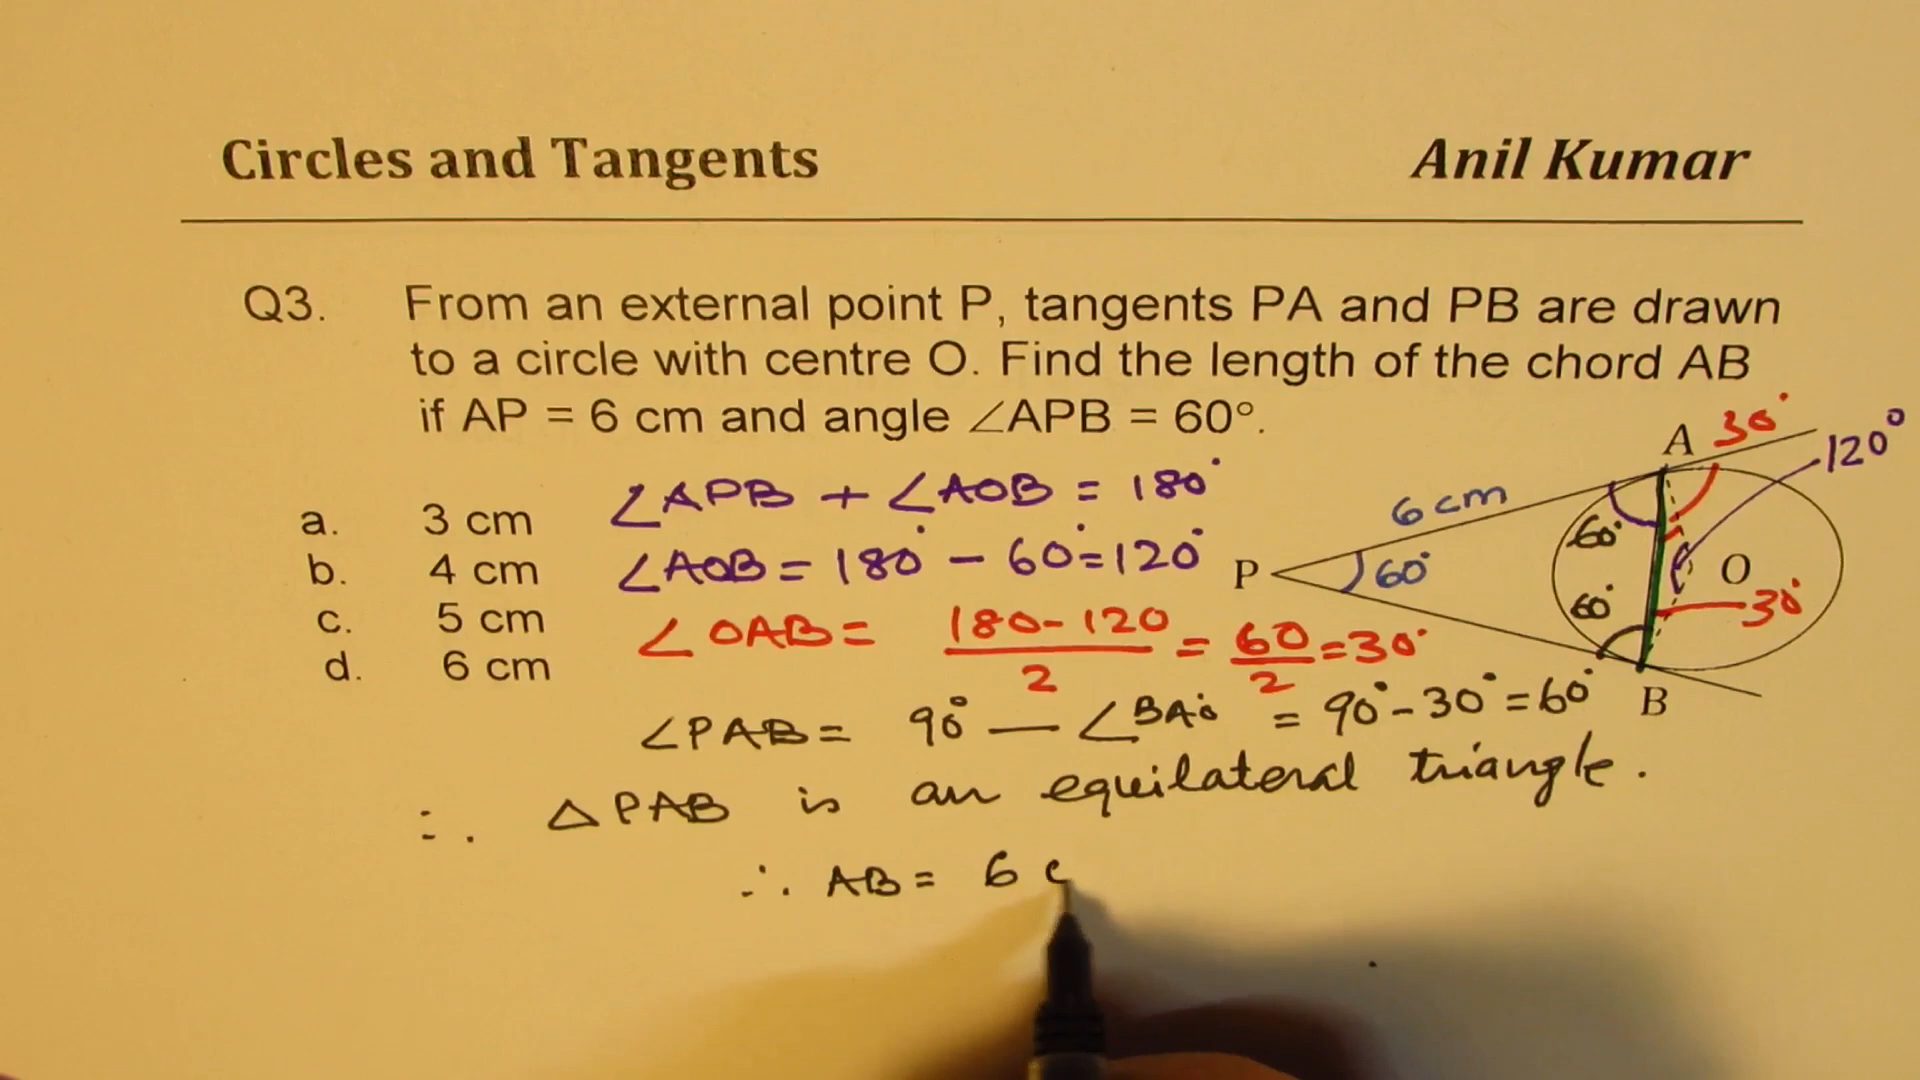 Circles and Tangents Anil Kumar
Q3. From an external point P, tangents PA and PB are drawn
to a circle with centre O. Find the length of the chord AB
if AP = 6 cm and angle ∠APB = 60°.
a. 3 cm
b. 4 cm
c. 5 cm
d. 6 cm
∠APB + ∠AOB = 180°
∠AOB = 180° - 60° = 120°
∠OAB = 180-120/2 = 60/2 = 30°
∠PAB = 90° — ∠BAO = 90° - 30° = 60°
∴ △PAB is an equilateral triangle.
∴ AB = 6 c
A 30°
120°
6 cm
60°
P 60°
O
60° 30°
B